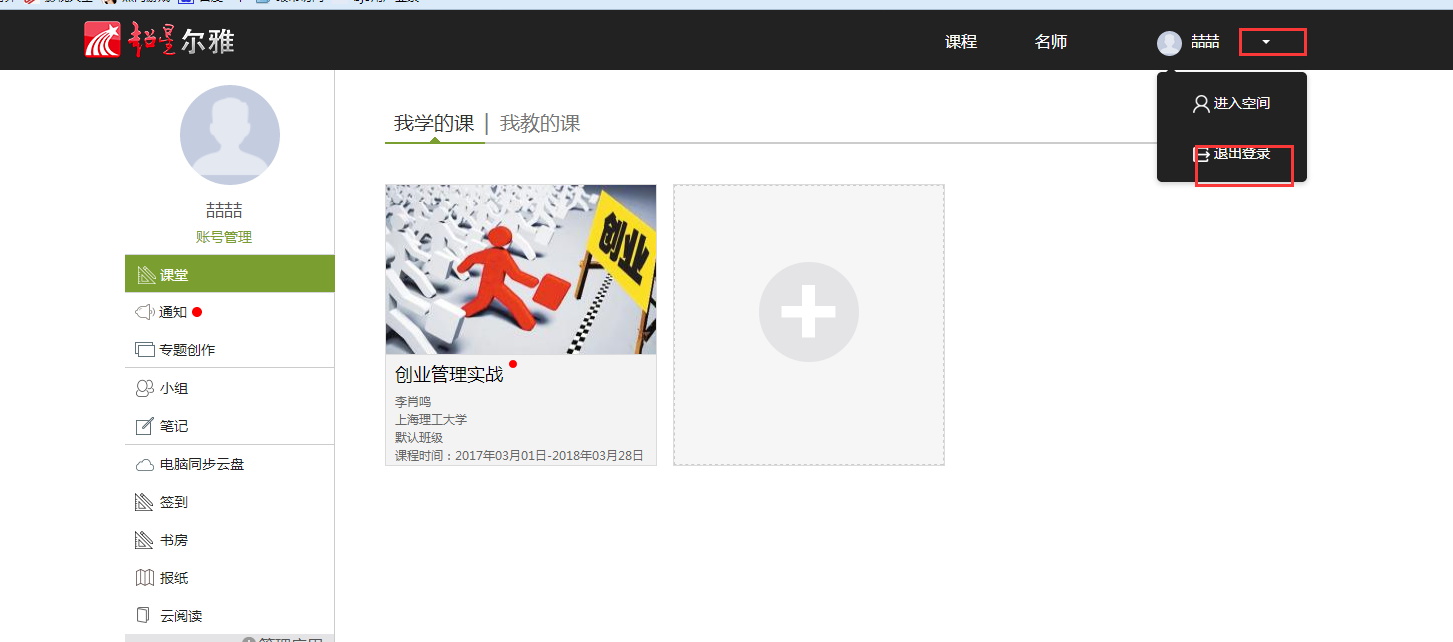 超星尔雅
课程
名师
喆喆
进入空间
退出登录
喆喆
账号管理
课堂
通知
专题创作
小组
笔记
电脑同步云盘
签到
书房
报纸
云阅读
我学的课 | 我教的课
创业
创业管理实战
李肖鸣
上海理工大学
默认班级
课程时间：2017年03月01日-2018年03月28日